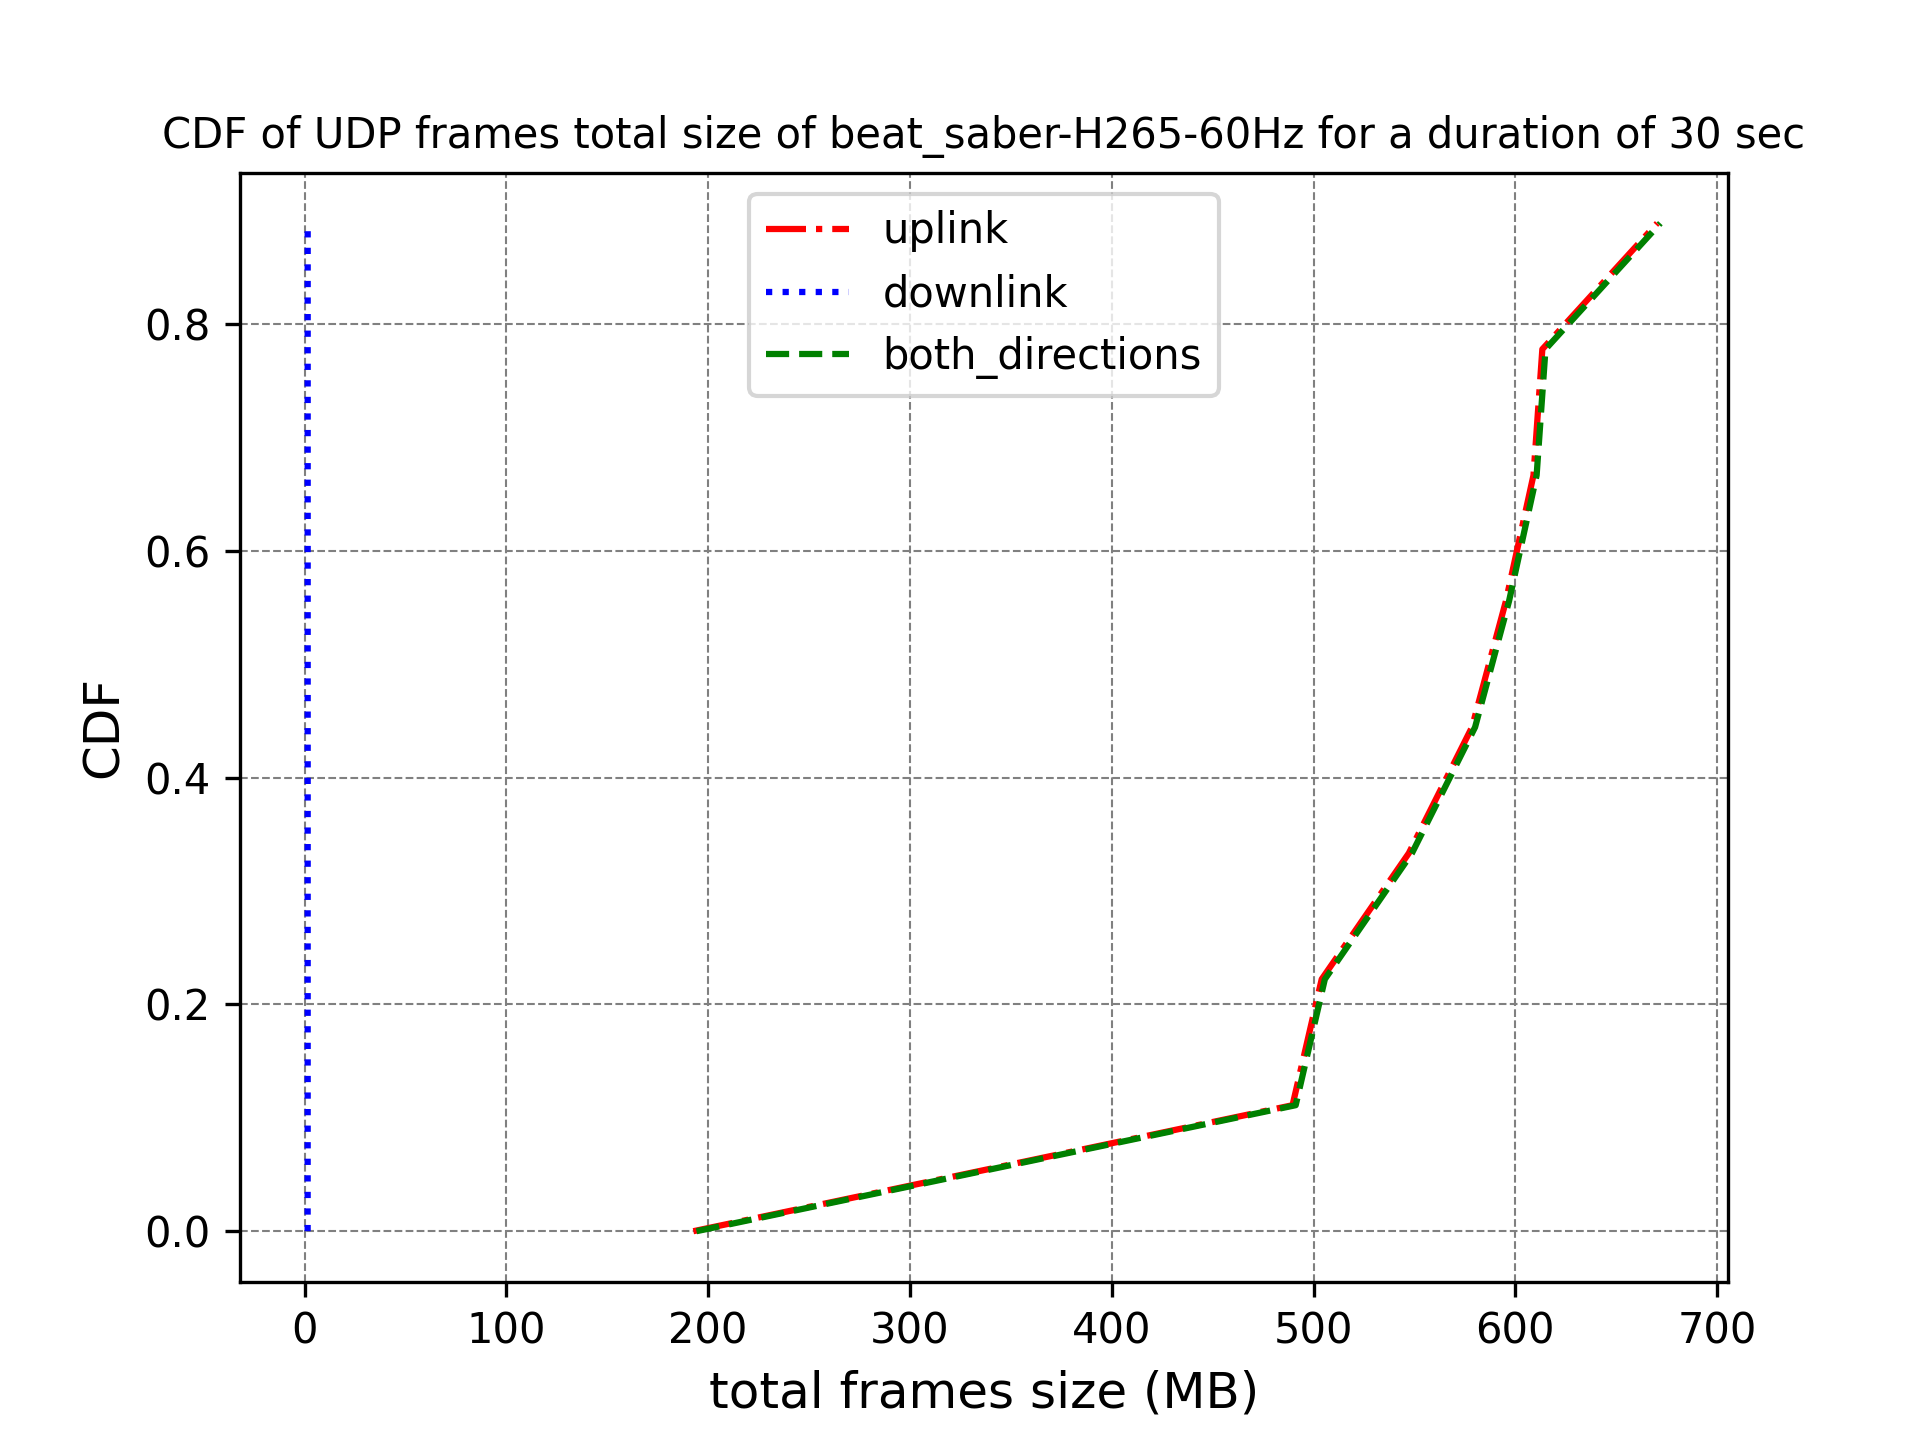 CDF of UDP frames total size of beat_saber-H265-60Hz for a duration of 30 sec
uplink
downlink
both_directions
CDF
0.8
0.6
0.4
0.2
0.0
0 100 200 300 400 500 600 700
total frames size (MB)